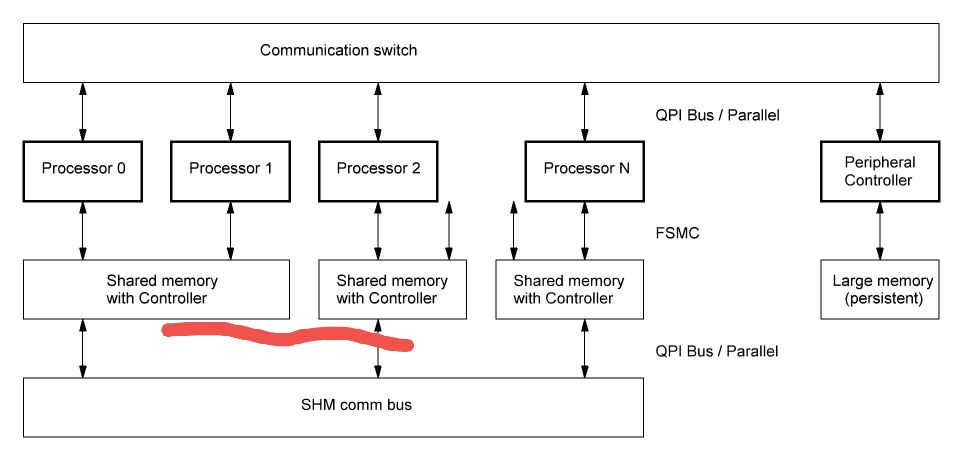 Communication switch
QPI Bus / Parallel
Processor 0
Processor 1
Processor 2
Processor N
Peripheral
Controller
FSMC
Shared memory
with Controller
Shared memory
with Controller
Shared memory
with Controller
Large memory
(persistent)
QPI Bus / Parallel
SHM comm bus